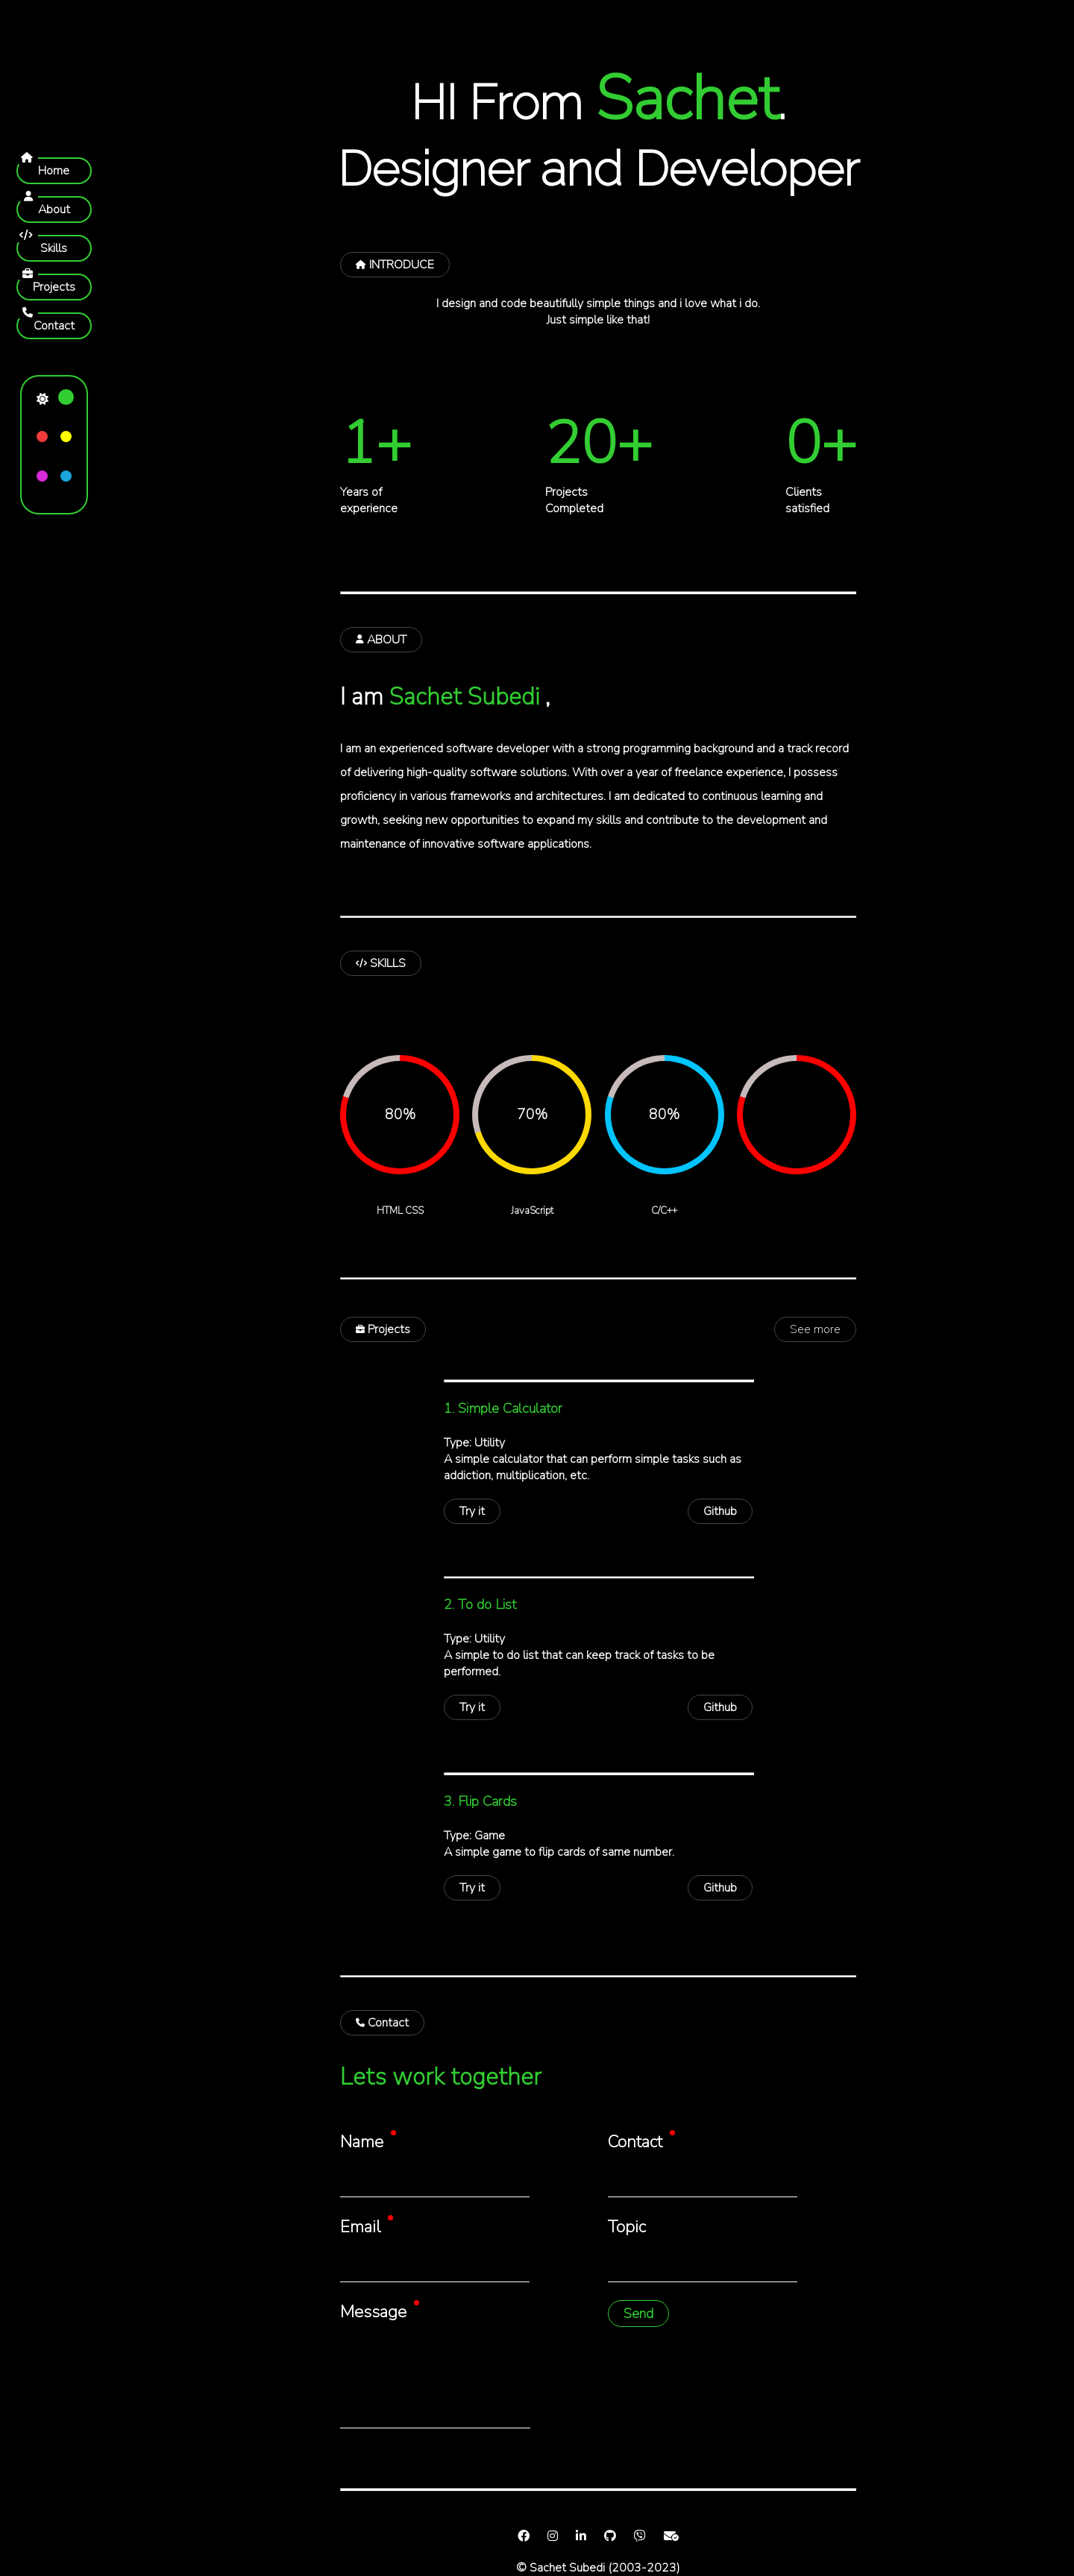 HI From Sachet.
Designer and Developer
Home
About
Skills
Projects
Contact
INTRODUCE
I design and code beautifully simple things and i love what i do.
Just simple like that!
1+
Years of
experience
20+
Projects
Completed
0+
Clients
satisfied
ABOUT
I am Sachet Subedi ,
I am an experienced software developer with a strong programming background and a track record
of delivering high-quality software solutions. With over a year of freelance experience, I possess
proficiency in various frameworks and architectures. I am dedicated to continuous learning and
growth, seeking new opportunities to expand my skills and contribute to the development and
maintenance of innovative software applications.
SKILLS
80%
70%
80%
HTML CSS
JavaScript
C/C++
Projects
See more
1. Simple Calculator
Type: Utility
A simple calculator that can perform simple tasks such as
addiction, multiplication, etc.
Try it
Github
2. To do List
Type: Utility
A simple to do list that can keep track of tasks to be
performed.
Try it
Github
3. Flip Cards
Type: Game
A simple game to flip cards of same number.
Try it
Github
Contact
Lets work together
Name
Contact
Email
Topic
Message
Send
© Sachet Subedi (2003-2023)